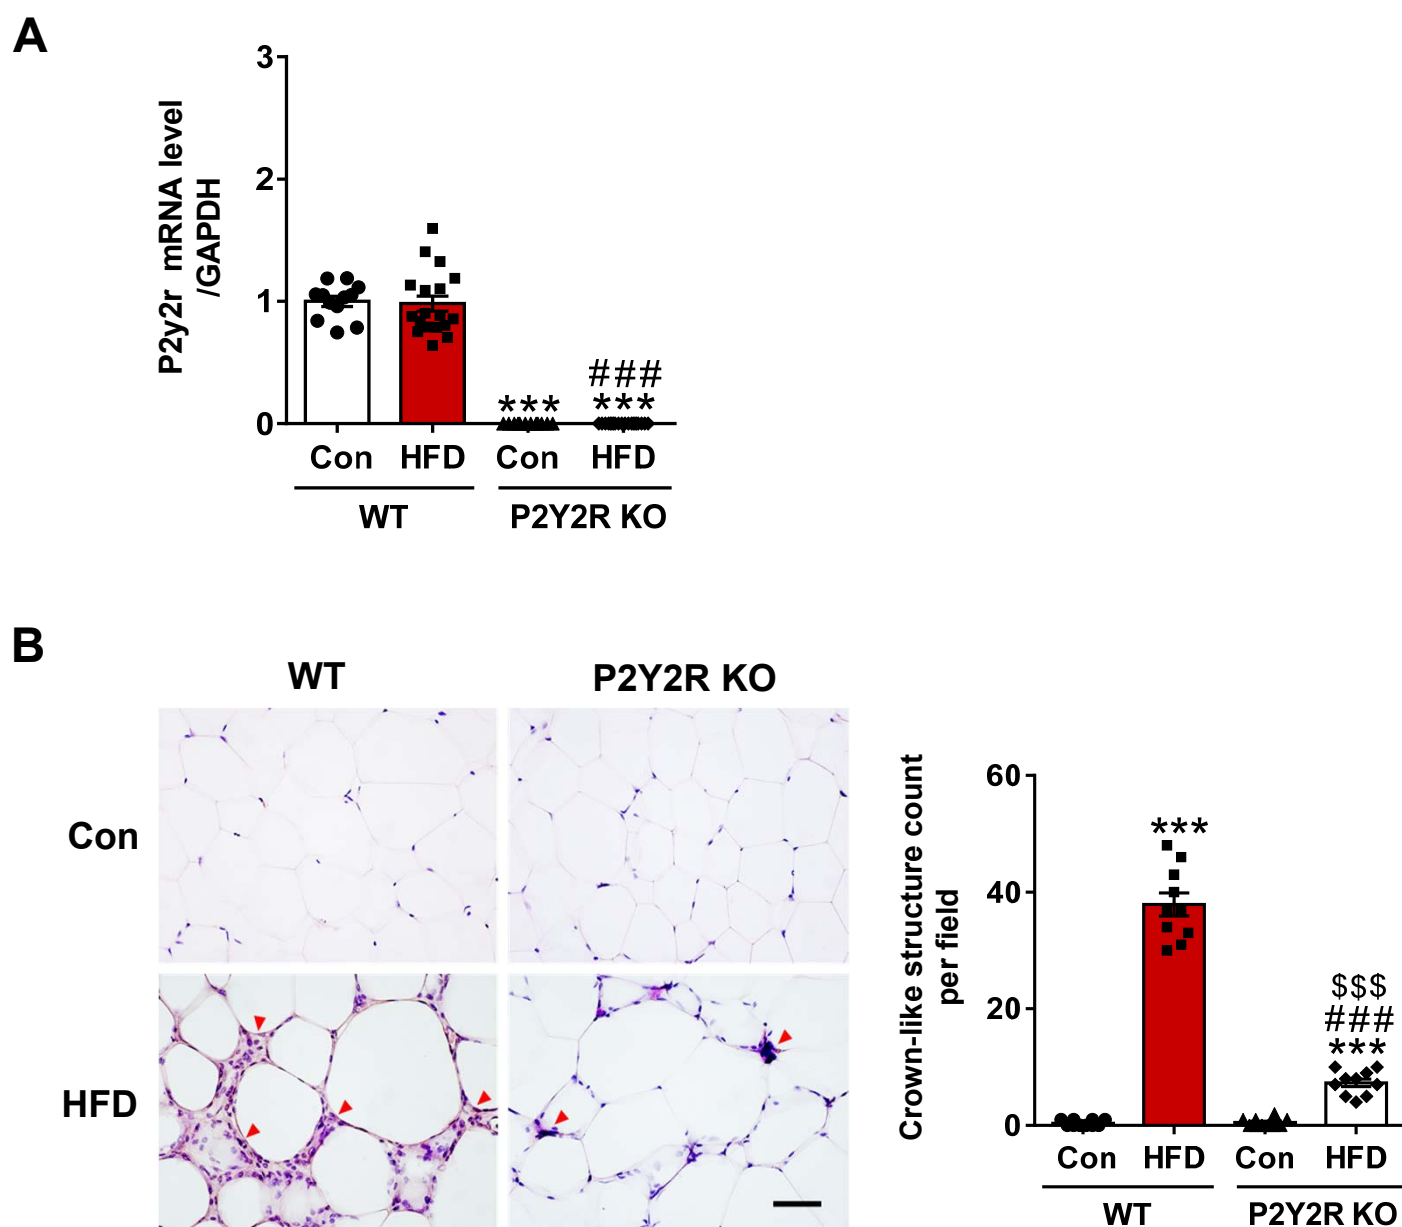 A
3
2
1
0
P2y2r mRNA level
/GAPDH
###
*** ***
Con HFD Con HFD
WT P2Y2R KO
B
WT P2Y2R KO
Con
HFD
60
40
20
0
Crown-like structure count
per field
***
$$$
###
***
Con HFD Con HFD
WT P2Y2R KO